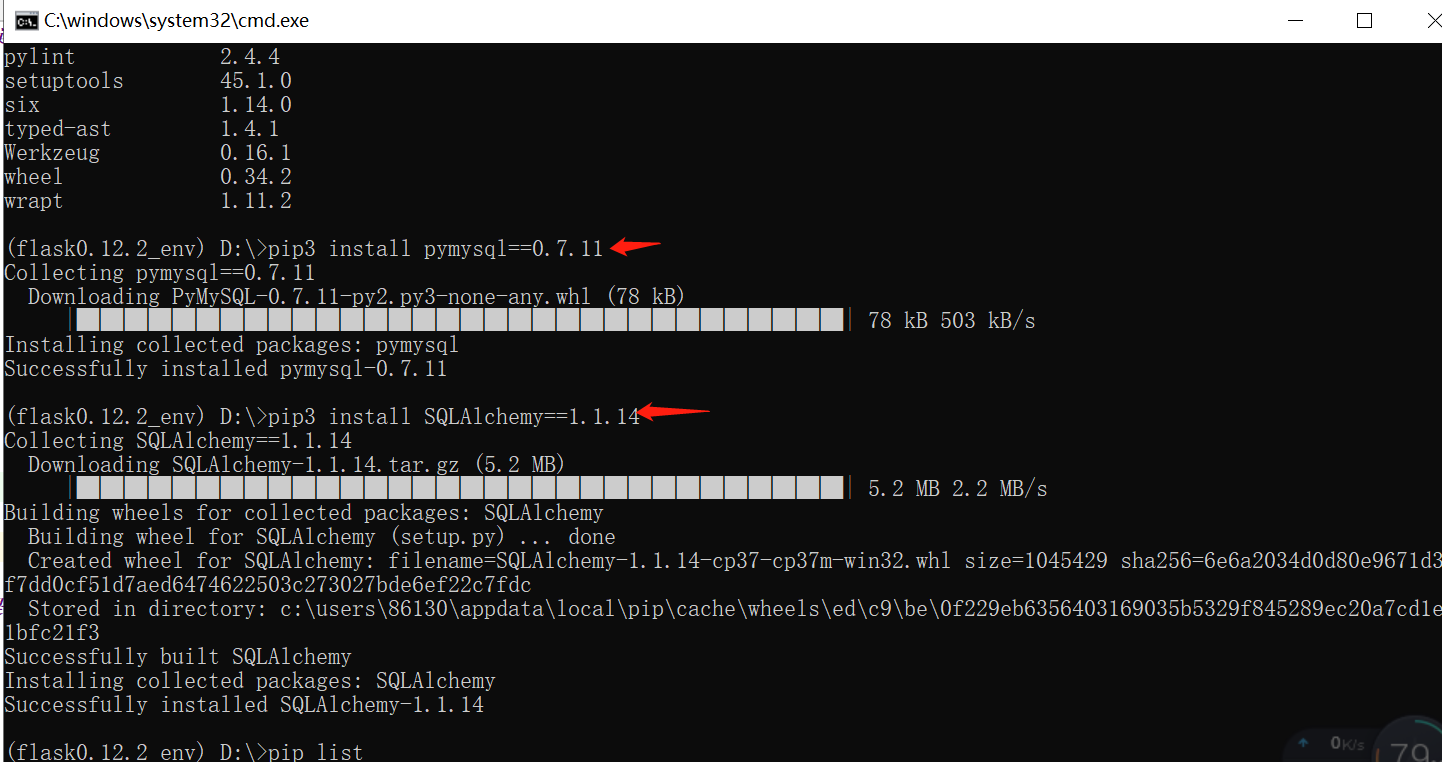 C:\windows\system32\cmd.exe
pylint 2.4.4
setuptools 45.1.0
six 1.14.0
typed-ast 1.4.1
Werkzeug 0.16.1
wheel 0.34.2
wrapt 1.11.2
(flask0.12.2_env) D:\>pip3 install pymysql==0.7.11
Collecting pymysql==0.7.11
Downloading PyMySQL-0.7.11-py2.py3-none-any.whl (78 kB)
78 kB 503 kB/s
Installing collected packages: pymysql
Successfully installed pymysql-0.7.11
(flask0.12.2_env) D:\>pip3 install SQLAlchemy==1.1.14
Collecting SQLAlchemy==1.1.14
Downloading SQLAlchemy-1.1.14.tar.gz (5.2 MB)
5.2 MB 2.2 MB/s
Building wheels for collected packages: SQLAlchemy
Building wheel for SQLAlchemy (setup.py) ... done
Created wheel for SQLAlchemy: filename=SQLAlchemy-1.1.14-cp37-cp37m-win32.whl size=1045429 sha256=6e6a2034d0d80e9671d3
f7dd0cf51d7aed6474622503c273027bde6ef22c7fdc
Stored in directory: c:\users\86130\appdata\local\pip\cache\wheels\ed\c9\be\0f229eb6356403169035b5329f845289ec20a7cd1e
1bfc21f3
Successfully built SQLAlchemy
Installing collected packages: SQLAlchemy
Successfully installed SQLAlchemy-1.1.14
(flask0.12.2_env) D:\>pip list
0K/s
79